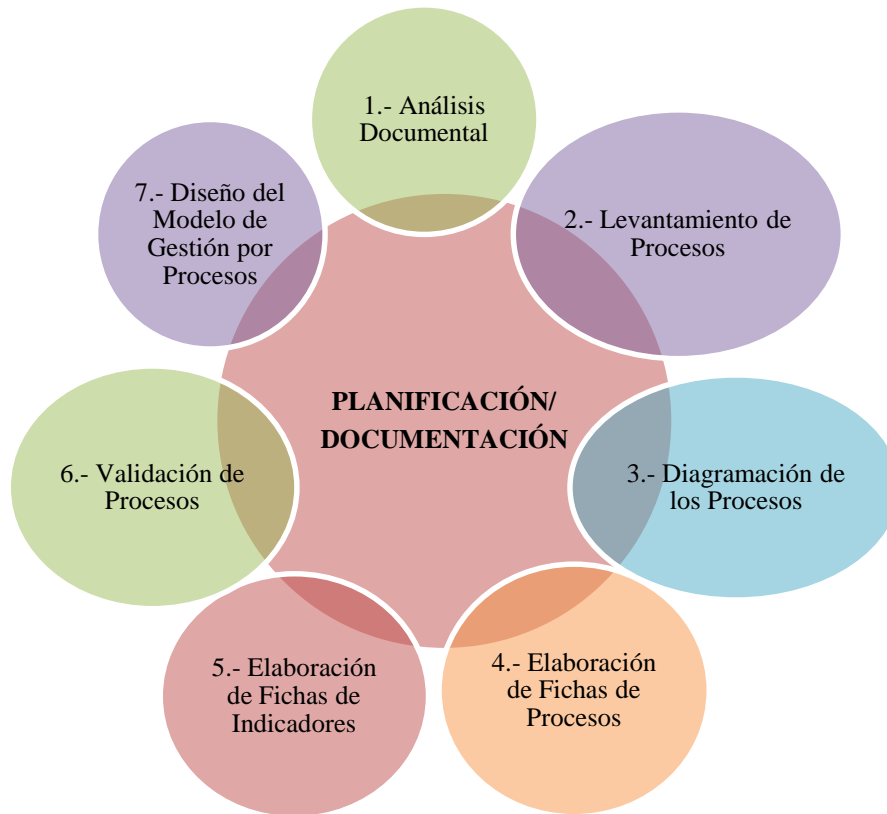 1.- Análisis
Documental
2.- Levantamiento de
Procesos
3.- Diagramación de
los Procesos
4.- Elaboración
de Fichas de
Procesos
5.- Elaboración
de Fichas de
Indicadores
6.- Validación de
Procesos
7.- Diseño del
Modelo de
Gestión por
Procesos
PLANIFICACIÓN/
DOCUMENTACIÓN